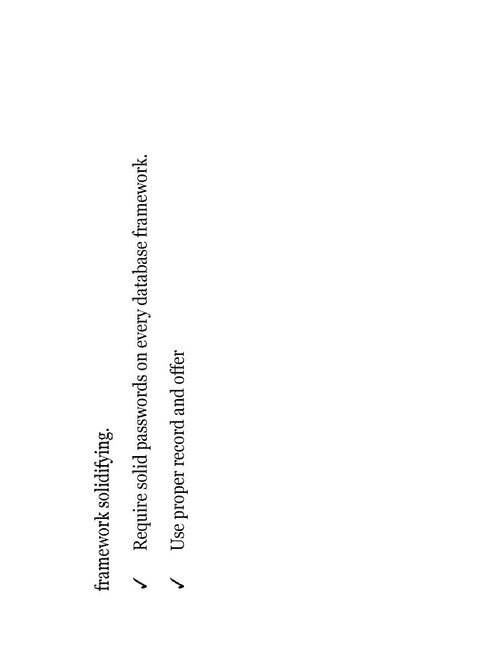 framework solidifying.
✓ Require solid passwords on every database framework.
✓ Use proper record and offer